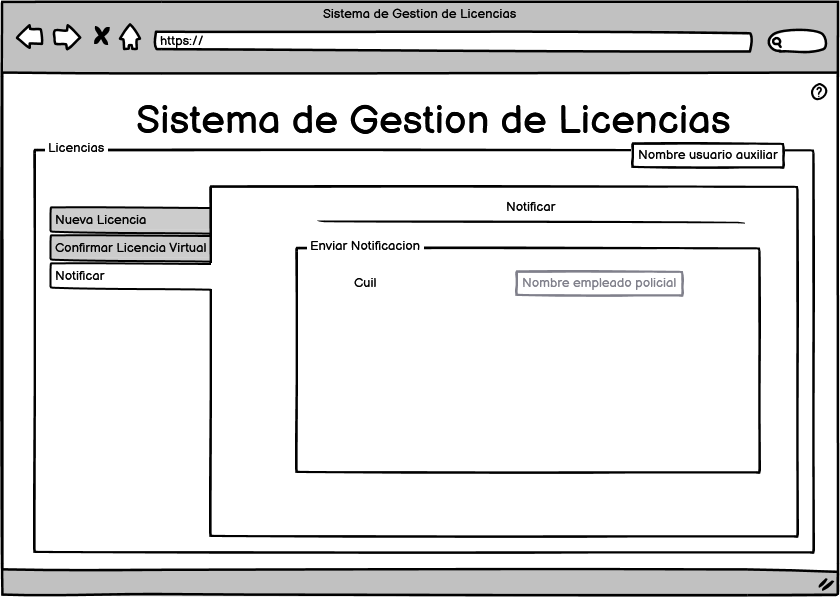 Sistema de Gestion de Licencias
https://
?
Sistema de Gestion de Licencias
Licencias
Nombre usuario auxiliar
Nueva Licencia
Confirmar Licencia Virtual
Notificar
Notificar
Enviar Notificacion
Cuil
Nombre empleado policial